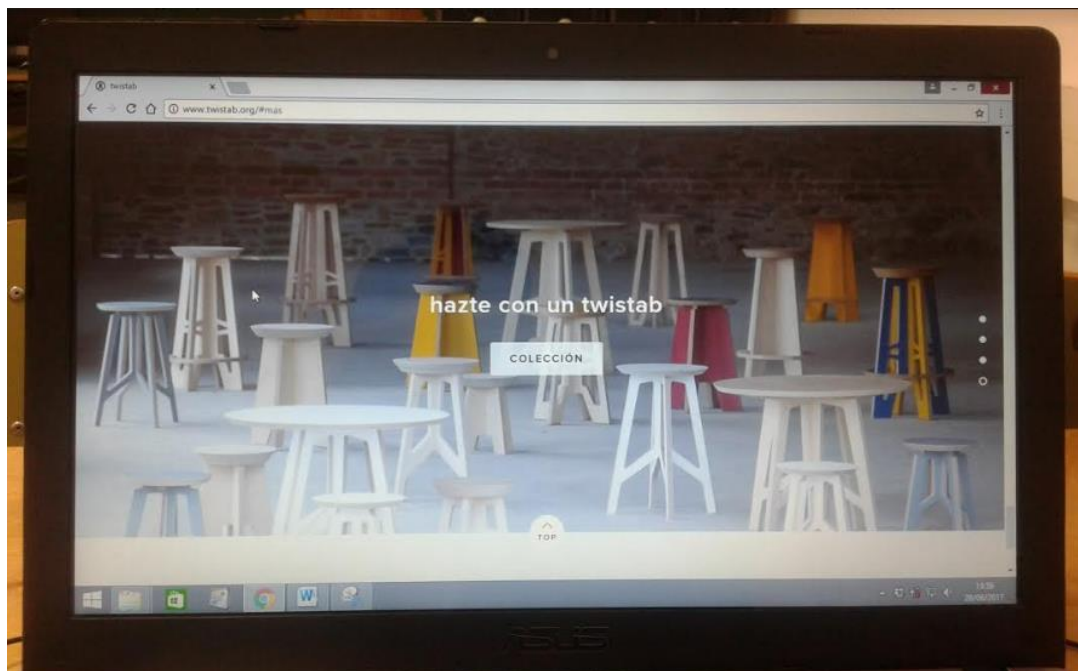 twistab
www.twistab.org/#mas
hazte con un twistab
COLECCIÓN
TOP
W
ASUS